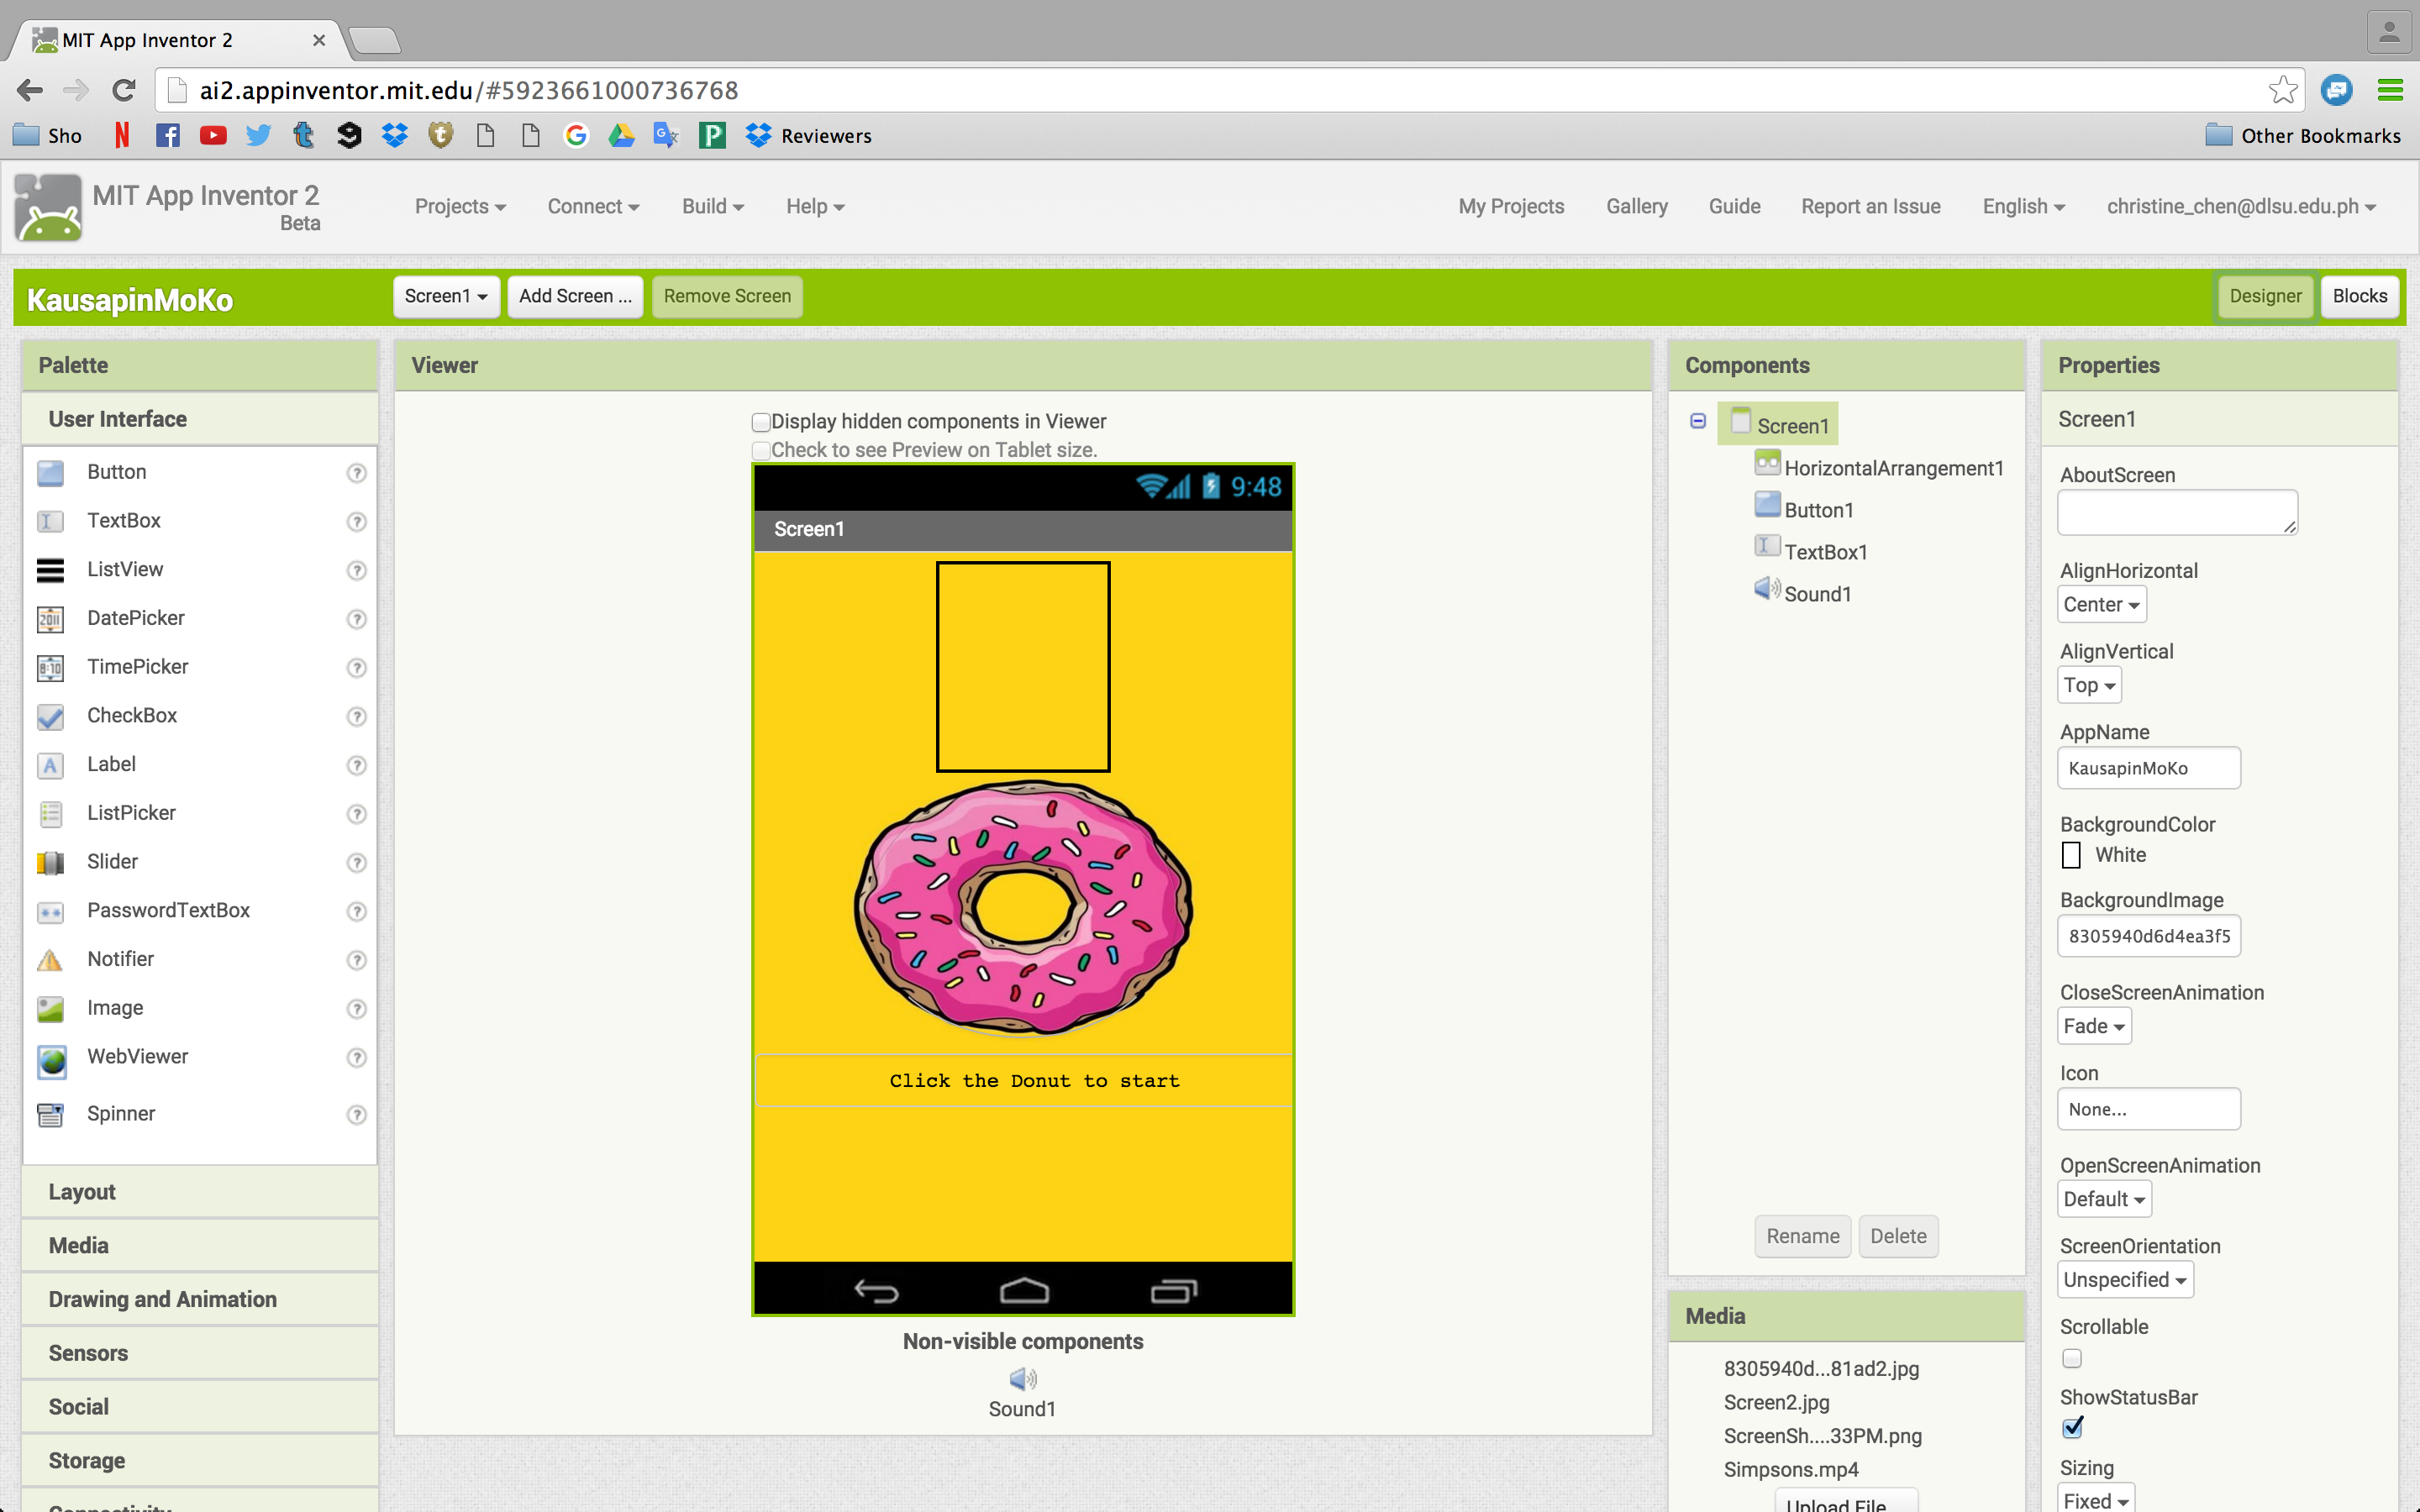 MIT App Inventor 2
ai2.appinventor.mit.edu/#5923661000736768
Sho
Reviewers
Other Bookmarks
MIT App Inventor 2
Beta
Projects
Connect
Build
Help
My Projects
Gallery
Guide
Report an Issue
English
christine_chen@dlsu.edu.ph
KausapinMoKo
Screen1
Add Screen ...
Remove Screen
Designer
Blocks
Palette
User Interface
Button
TextBox
ListView
DatePicker
TimePicker
CheckBox
Label
ListPicker
Slider
PasswordTextBox
Notifier
Image
WebViewer
Spinner
Layout
Media
Drawing and Animation
Sensors
Social
Storage
Connectivity
Viewer
Display hidden components in Viewer
Check to see Preview on Tablet size.
9:48
Screen1
Click the Donut to start
Non-visible components
Sound1
Components
Screen1
HorizontalArrangement1
Button1
TextBox1
Sound1
Rename
Delete
Media
8305940d...81ad2.jpg
Screen2.jpg
ScreenSh....33PM.png
Simpsons.mp4
Upload File
Properties
Screen1
AboutScreen
AlignHorizontal
Center
AlignVertical
Top
AppName
KausapinMoKo
BackgroundColor
White
BackgroundImage
8305940d6d4ea3f5
CloseScreenAnimation
Fade
Icon
None...
OpenScreenAnimation
Default
ScreenOrientation
Unspecified
Scrollable
ShowStatusBar
Sizing
Fixed